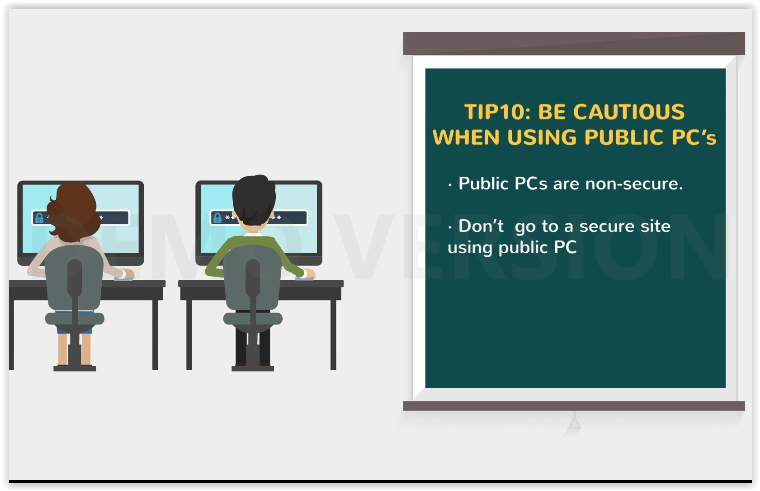 TIP10: BE CAUTIOUS
WHEN USING PUBLIC PC's
· Public PCs are non-secure.
· Don't go to a secure site
using public PC
DEMO VERSION